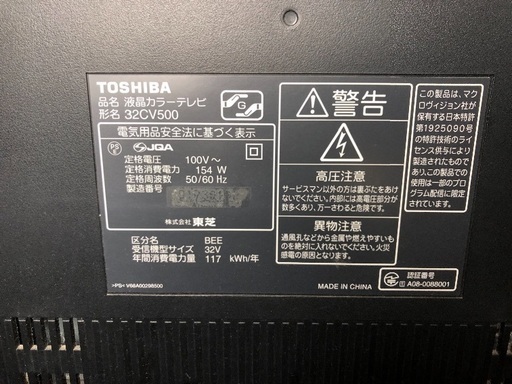 TOSHIBA
品名 液晶カラーテレビ
形名 32CV500
G
電気用品安全法に基づく表示
PS E JQA
定格電圧 100V～
定格消費電力 154 W
定格周波数 50/60 Hz
製造番号
株式会社 東芝
区分名 BEE
受信機型サイズ 32V
年間消費電力量 117 kWh/年
>PS< V66A00298500
警告
高圧注意
サービスマン以外の方は裏ぶたをあけ
ないでください。内部には高電圧部分が
数多くあり、万一さわると危険です。
異物注意
通風孔などから金属や燃え易いもの
を絶対に入れないでください。火災
感電の原因になります。
MADE IN CHINA
この製品は、マク
ロヴィジョン社が
保有する日本特許
第1925090号
の特許技術のライ
センス供与により
製造されており、
この製品での
使用は一部のプロ
グラム配信に限定
されています。
認証番号
A08-0088001